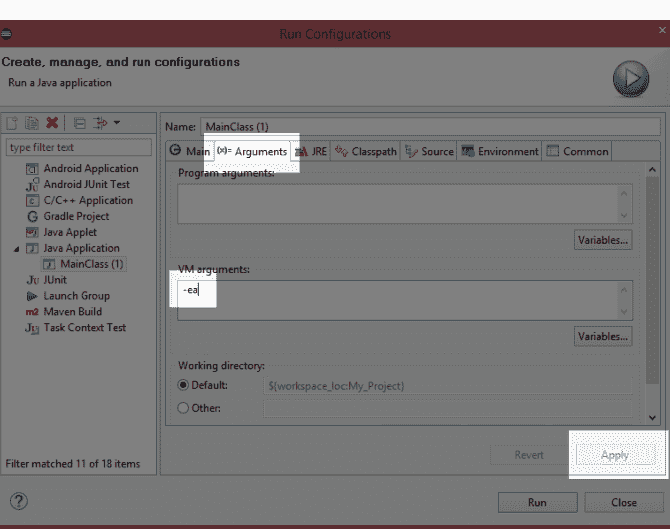 Run Configurations
Create, manage, and run configurations
Run a Java application
type filter text
Android Application
Android JUnit Test
C/C++ Application
Gradle Project
Java Applet
Java Application
MainClass (1)
JUnit
Launch Group
Maven Build
Task Context Test
Filter matched 11 of 18 items
Name: MainClass (1)
Main (x)= Arguments JRE Classpath Source Environment Common
Program arguments:
Variables...
VM arguments:
-ea
Variables...
Working directory:
Default: ${workspace_loc:My_Project}
Other:
Revert Apply
Run Close